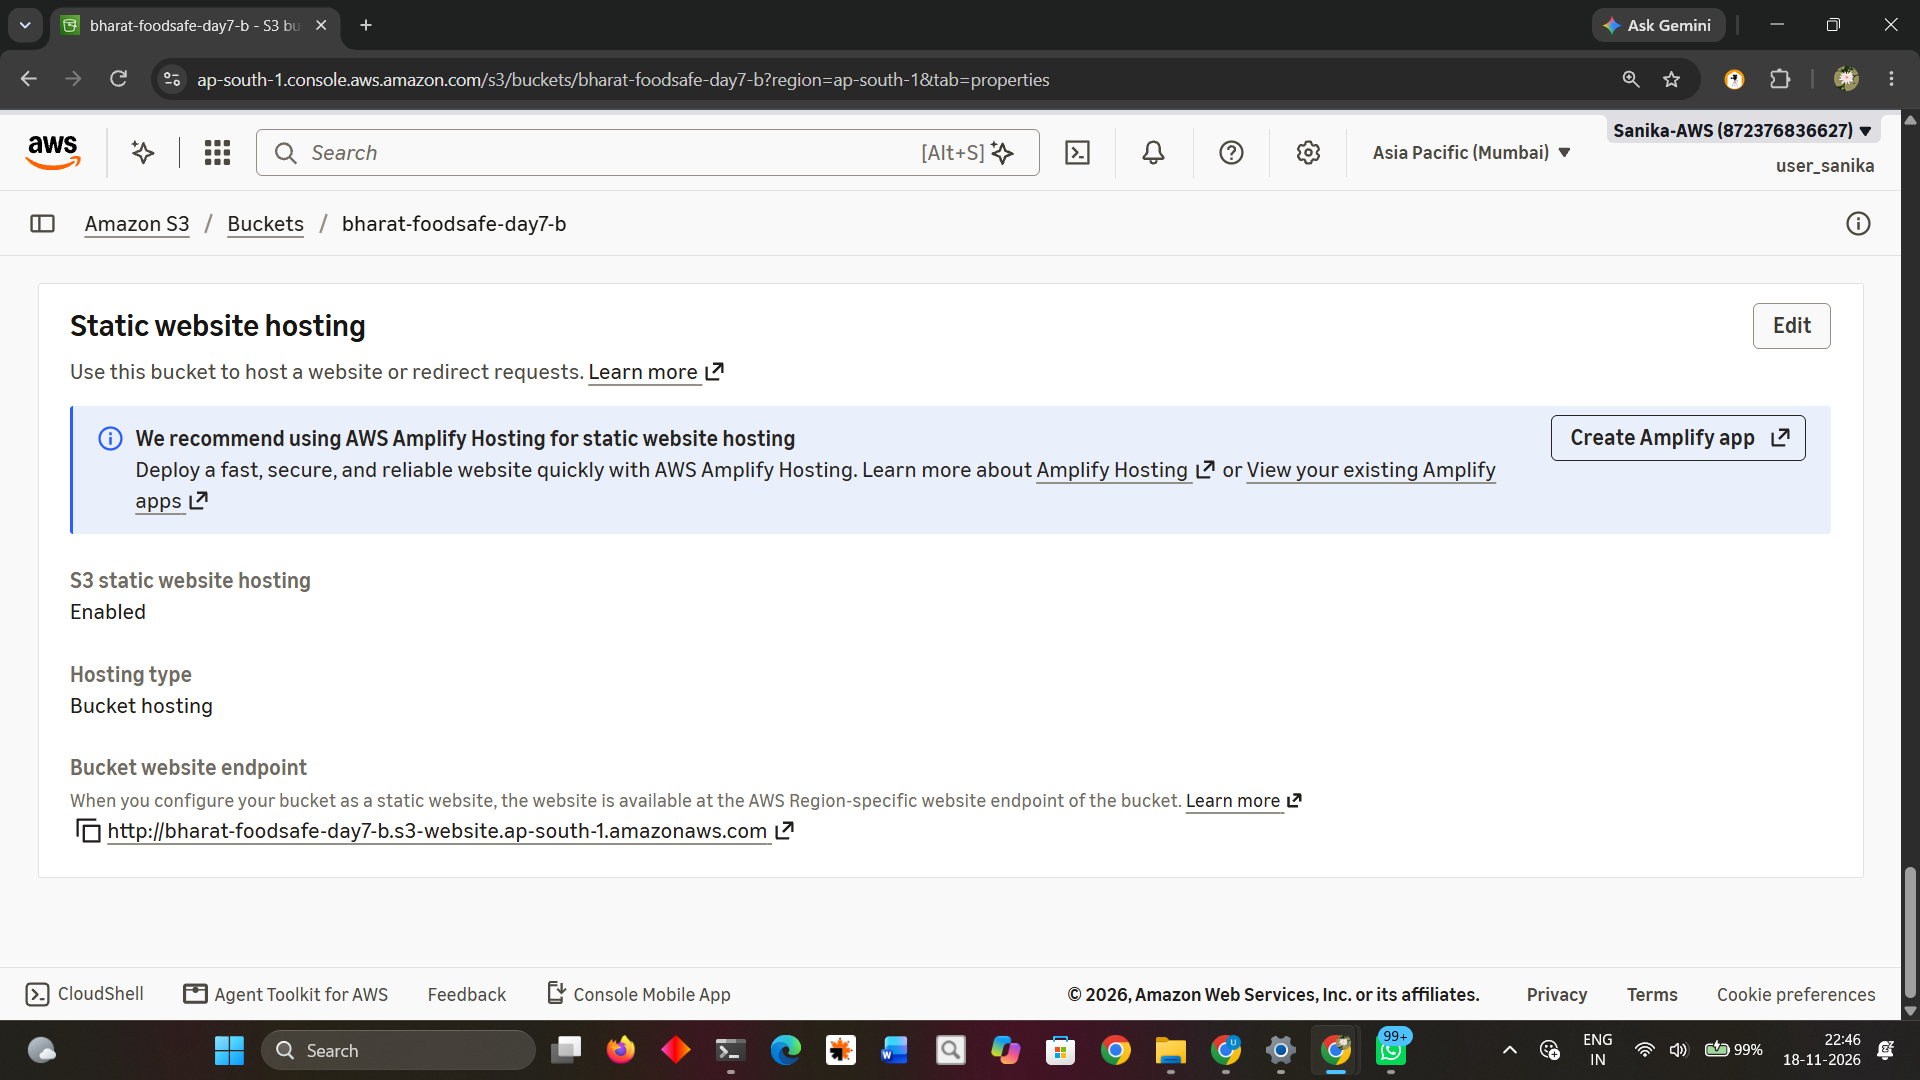 bharat-foodsafe-day7-b - S3 bu
Ask Gemini
ap-south-1.console.aws.amazon.com/s3/buckets/bharat-foodsafe-day7-b?region=ap-south-1&tab=properties
aws
Search
[Alt+S]
Asia Pacific (Mumbai)
Sanika-AWS (872376836627)
user_sanika
Amazon S3 / Buckets / bharat-foodsafe-day7-b
Static website hosting
Edit
Use this bucket to host a website or redirect requests. Learn more
We recommend using AWS Amplify Hosting for static website hosting
Create Amplify app
Deploy a fast, secure, and reliable website quickly with AWS Amplify Hosting. Learn more about Amplify Hosting or View your existing Amplify
apps
S3 static website hosting
Enabled
Hosting type
Bucket hosting
Bucket website endpoint
When you configure your bucket as a static website, the website is available at the AWS Region-specific website endpoint of the bucket. Learn more
http://bharat-foodsafe-day7-b.s3-website.ap-south-1.amazonaws.com
CloudShell
Agent Toolkit for AWS
Feedback
Console Mobile App
© 2026, Amazon Web Services, Inc. or its affiliates.
Privacy
Terms
Cookie preferences
Search
99+
ENG
IN
99%
22:46
18-11-2026